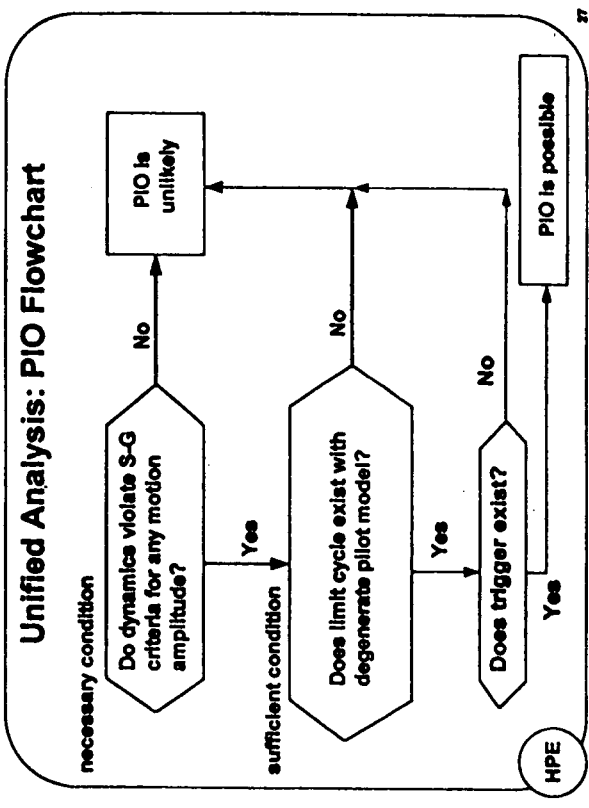 Unified Analysis: PIO Flowchart
necessary condition
Do dynamics violate S-G
criteria for any motion
amplitude?
No
PIO is
unlikely
Yes
sufficient condition
Does limit cycle exist with
degenerate pilot model?
No
Yes
Does trigger exist?
No
Yes
PIO is possible
HPE
27